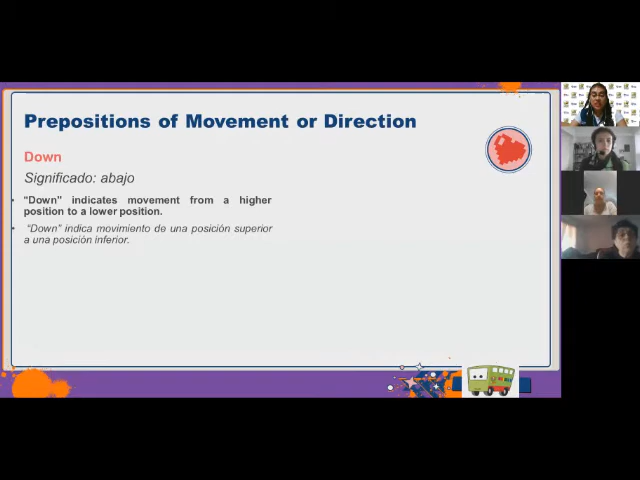 Prepositions of Movement or Direction
Down
Significado: abajo
• “Down” indicates movement from a higher
position to a lower position.
• “Down” indica movimiento de una posición superior
a una posición inferior.